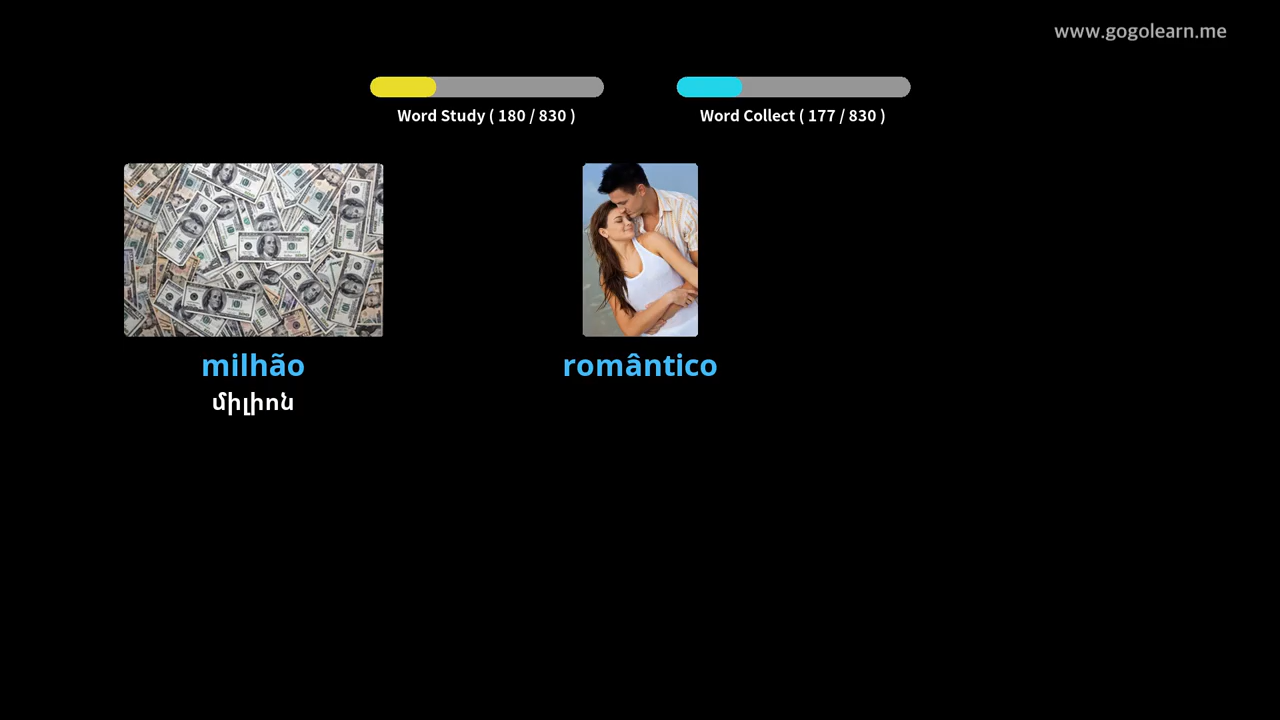 www.gogolearn.me
Word Study ( 180 / 830 )
Word Collect ( 177 / 830 )
milhão
միլիոն
romântico